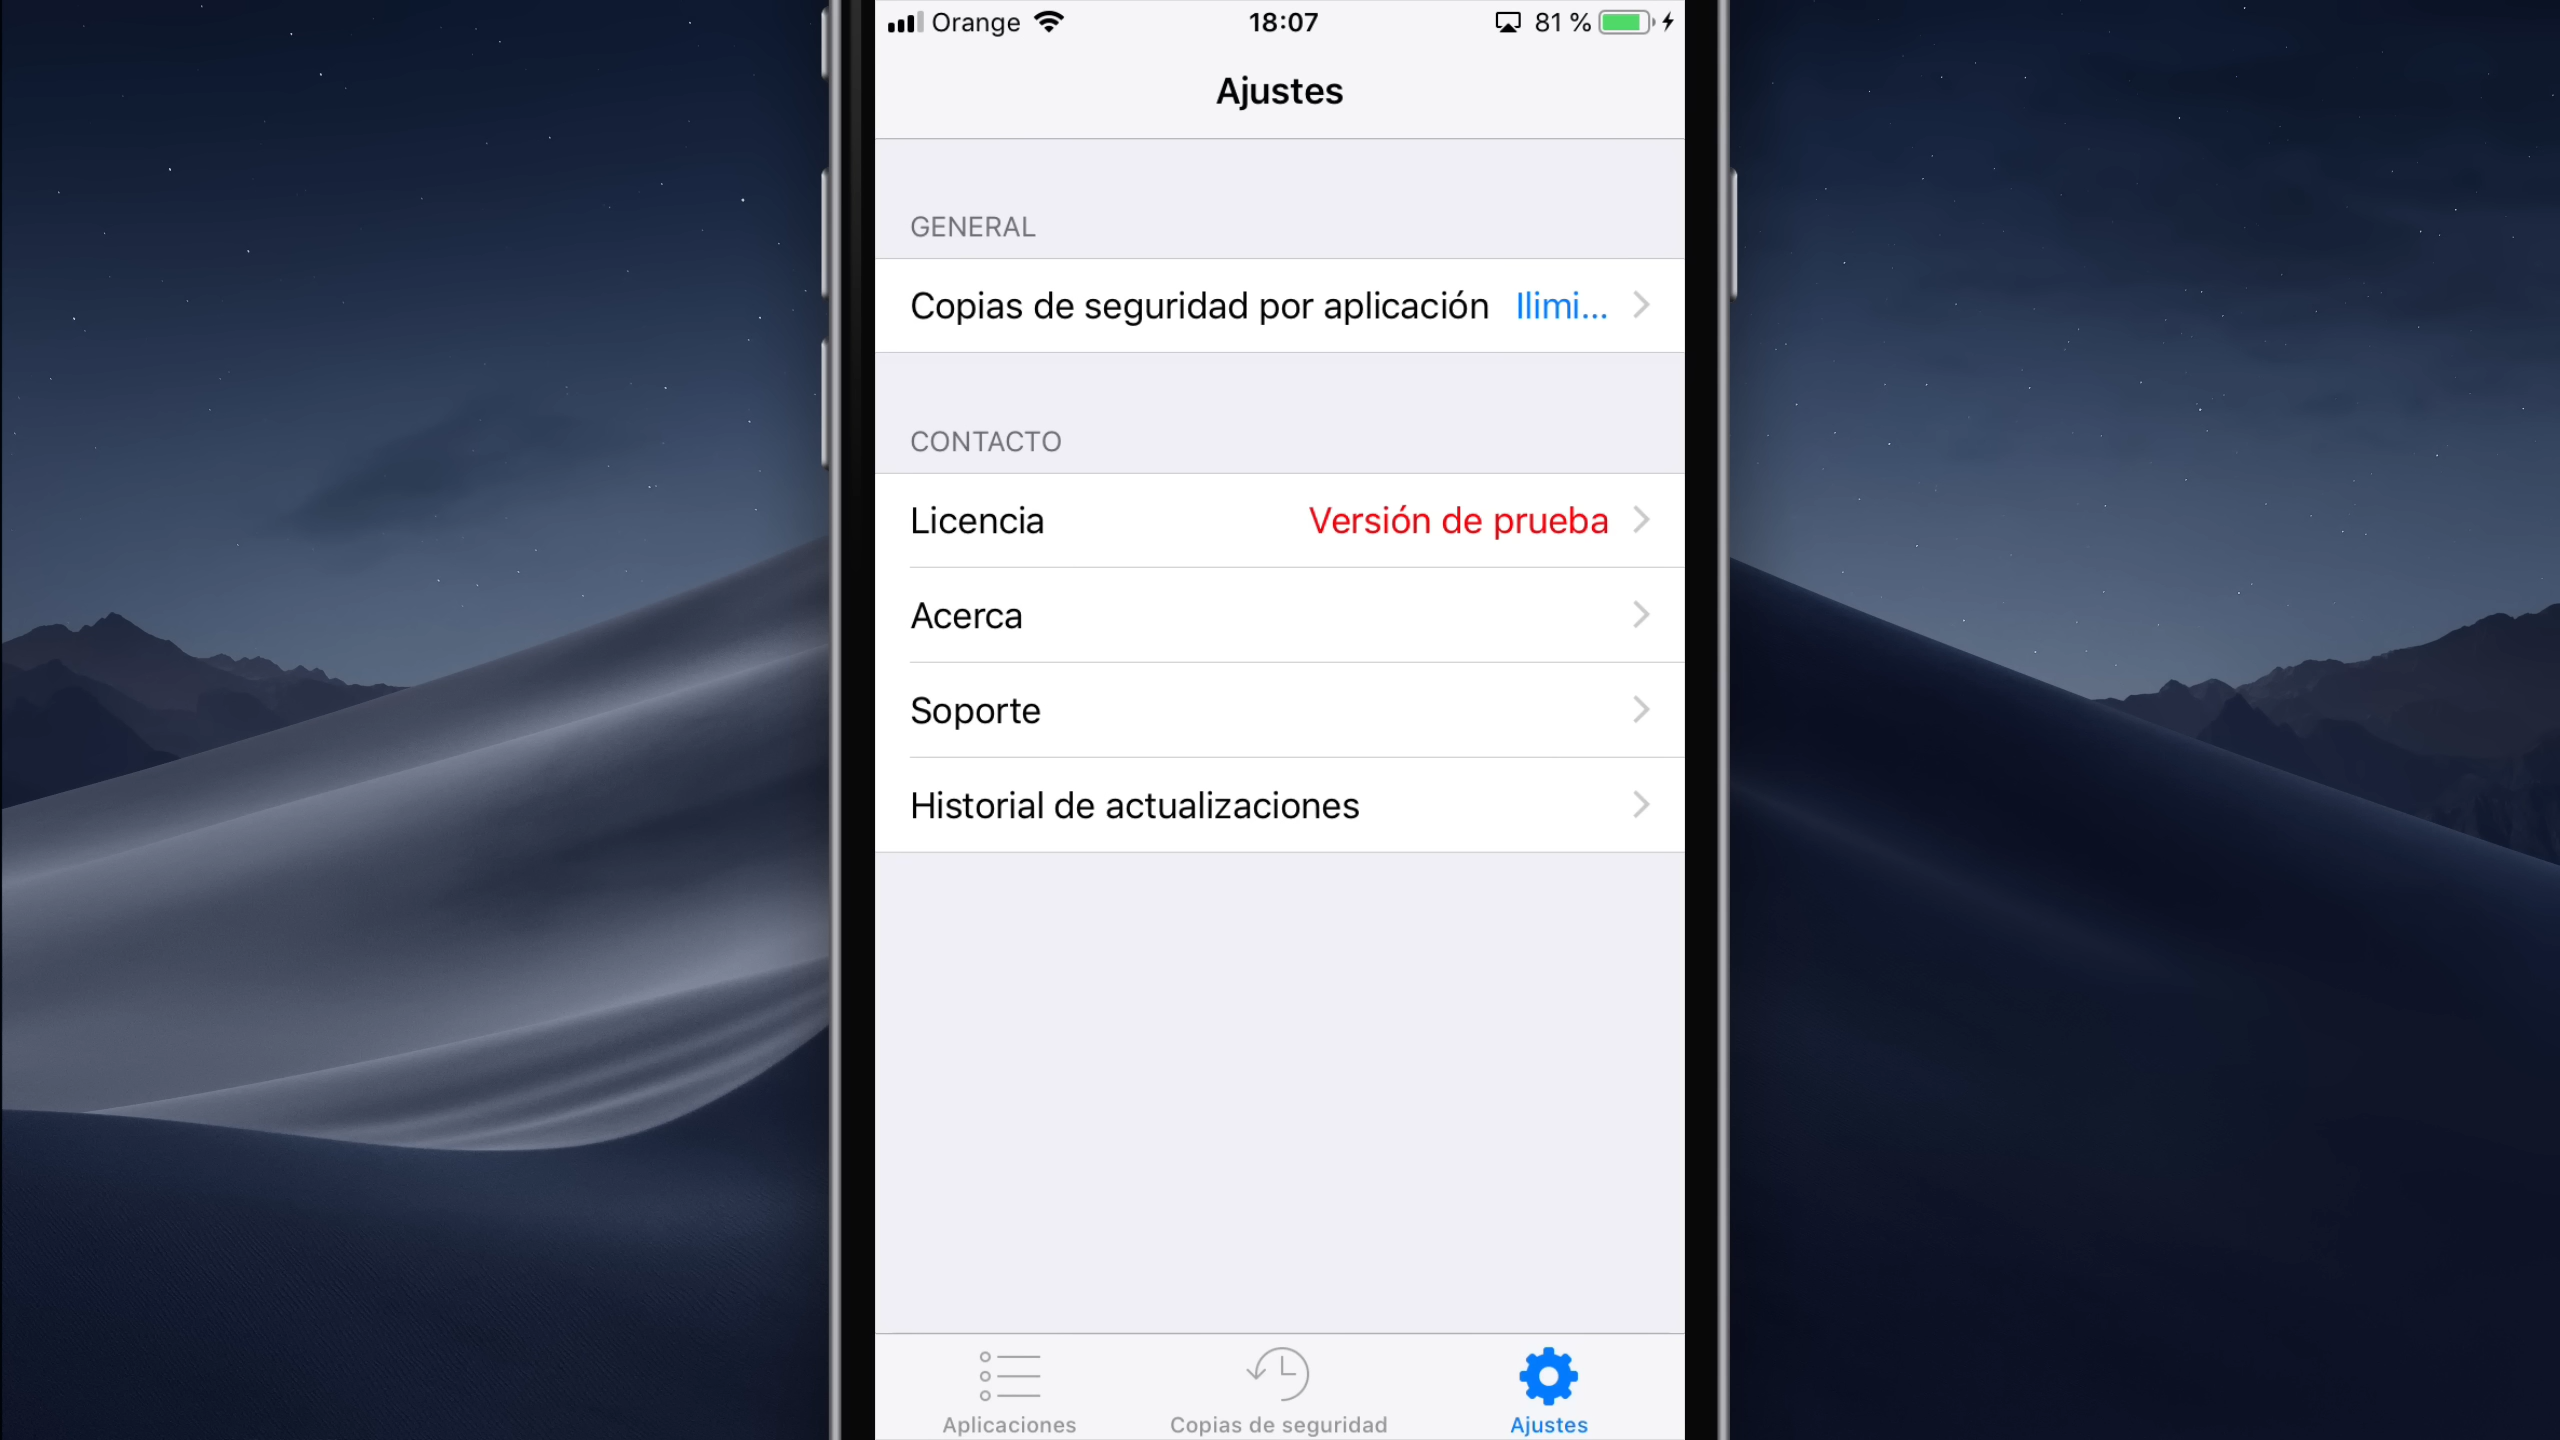 Orange 18:07 81 %
Ajustes
GENERAL
Copias de seguridad por aplicación Ilimi...
CONTACTO
Licencia Versión de prueba
Acerca
Soporte
Historial de actualizaciones
Aplicaciones Copias de seguridad Ajustes